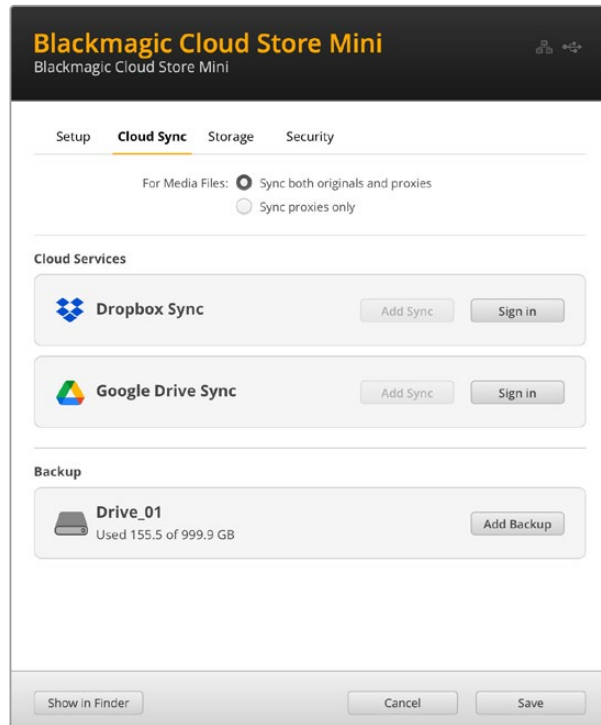 Blackmagic Cloud Store Mini
Blackmagic Cloud Store Mini
Setup Cloud Sync Storage Security
For Media Files: Sync both originals and proxies
Sync proxies only
Cloud Services
Dropbox Sync Add Sync Sign in
Google Drive Sync Add Sync Sign in
Backup
Drive_01
Used 155.5 of 999.9 GB
Add Backup
Show in Finder Cancel Save